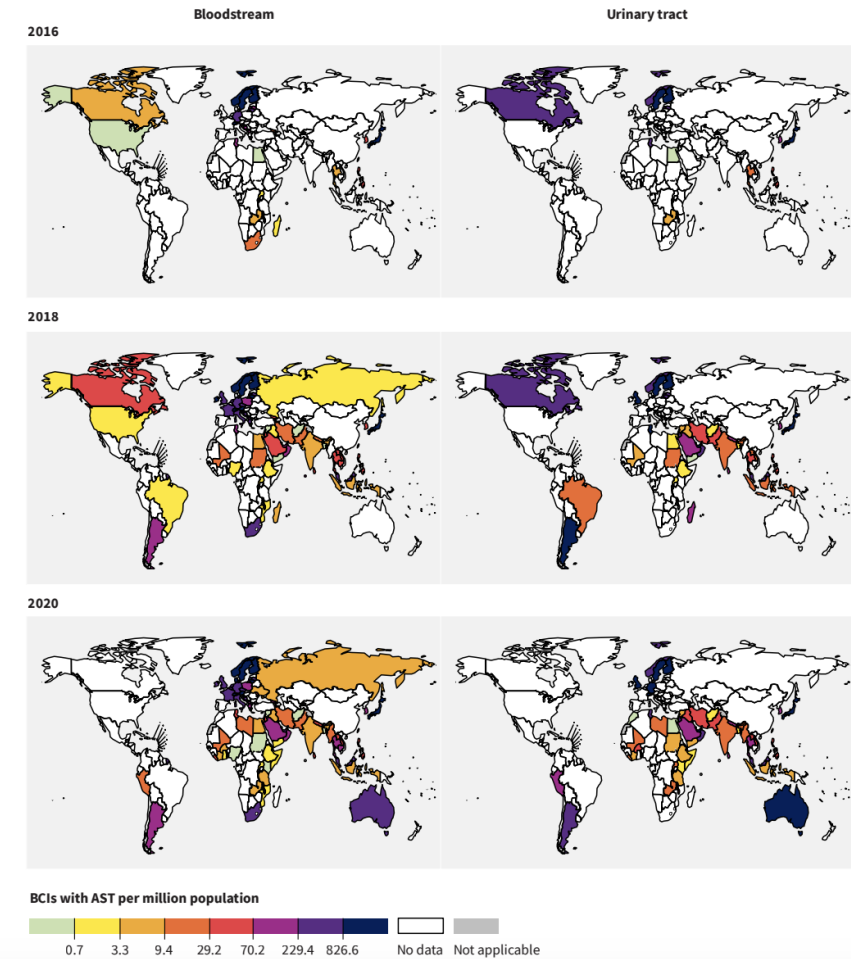 Bloodstream Urinary tract
2016
2018
2020
BCIs with AST per million population
0.7 3.3 9.4 29.2 70.2 229.4 826.6 No data Not applicable